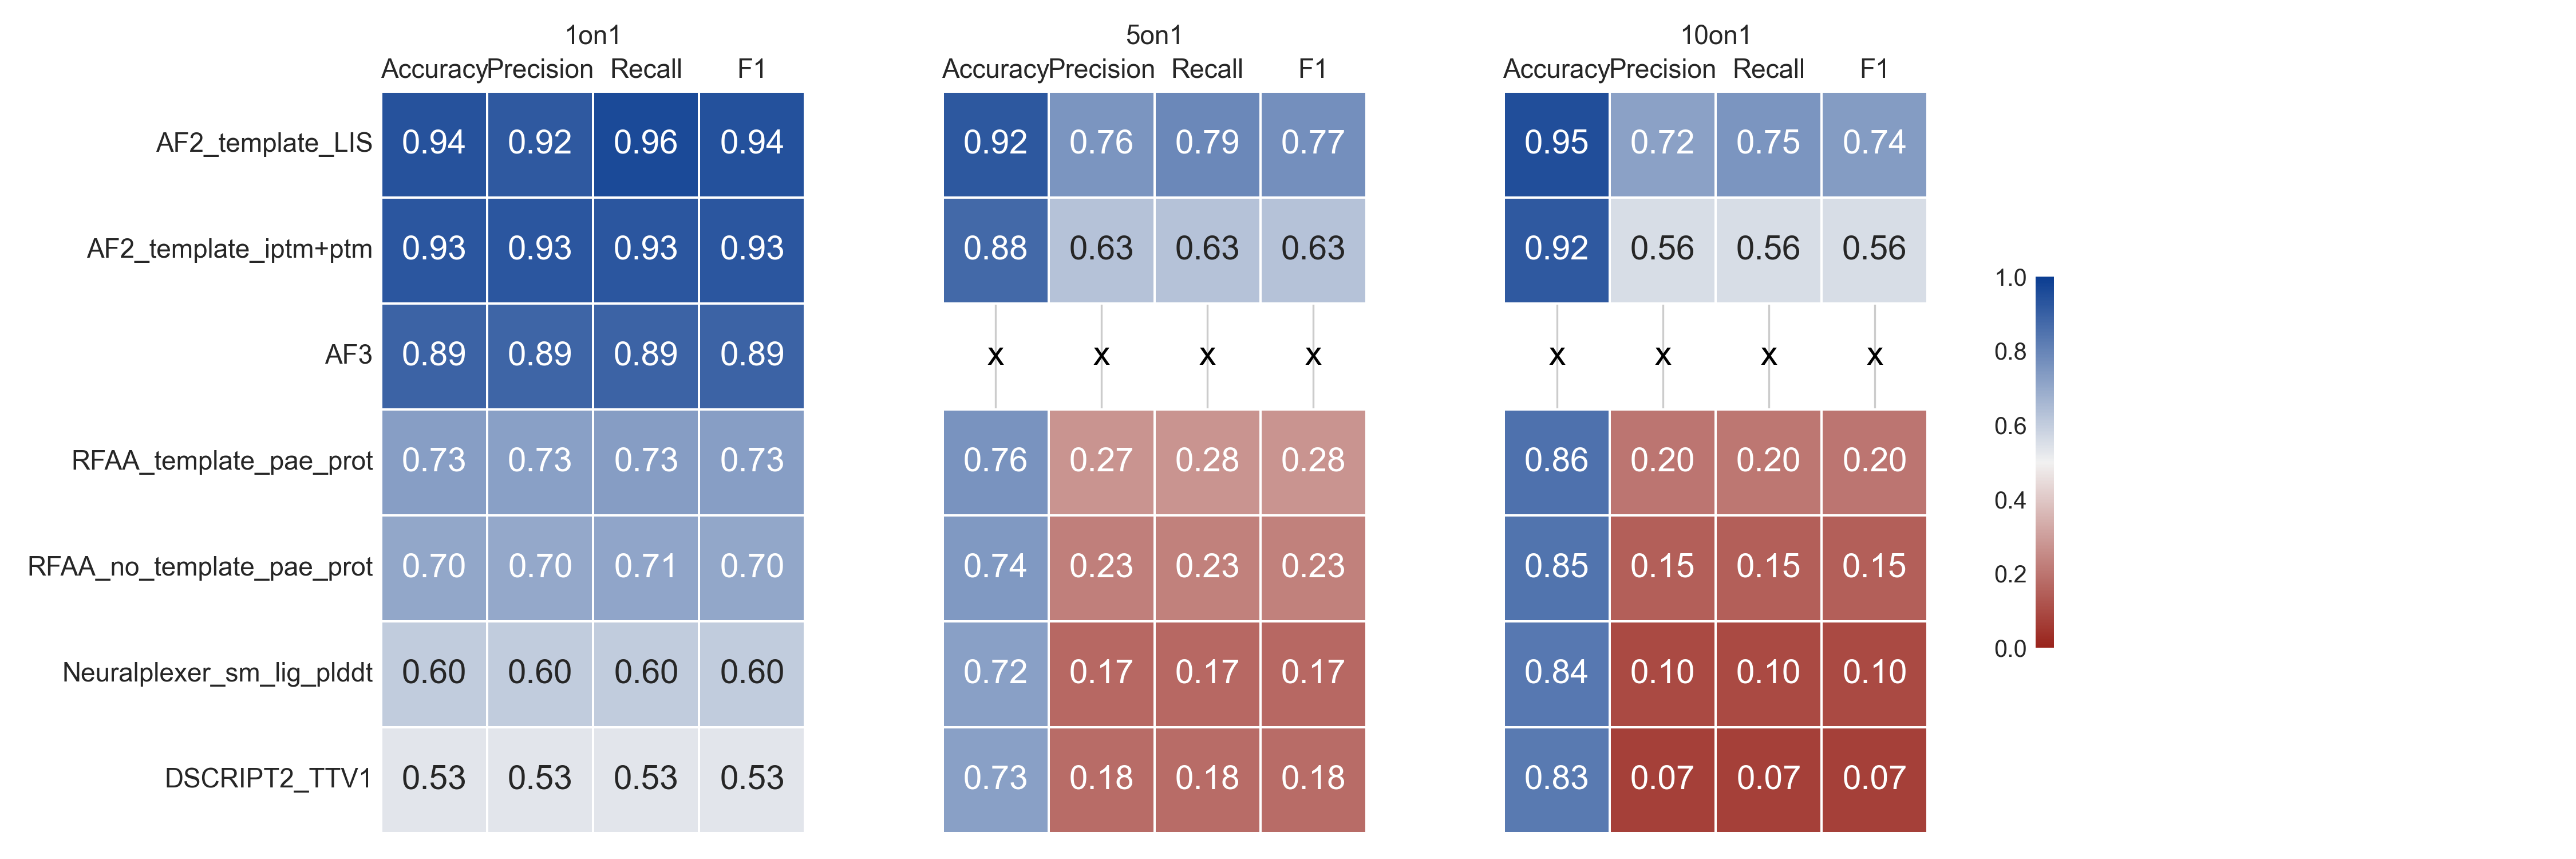 1on1 5on1 10on1
Accuracy Precision Recall F1 Accuracy Precision Recall F1 Accuracy Precision Recall F1
AF2_template_LIS 0.94 0.92 0.96 0.94 0.92 0.76 0.79 0.77 0.95 0.72 0.75 0.74
AF2_template_iptm+ptm 0.93 0.93 0.93 0.93 0.88 0.63 0.63 0.63 0.92 0.56 0.56 0.56
AF3 0.89 0.89 0.89 0.89 x x x x x x x x
RFAA_template_pae_prot 0.73 0.73 0.73 0.73 0.76 0.27 0.28 0.28 0.86 0.20 0.20 0.20
RFAA_no_template_pae_prot 0.70 0.70 0.71 0.70 0.74 0.23 0.23 0.23 0.85 0.15 0.15 0.15
Neuralplexer_sm_lig_plddt 0.60 0.60 0.60 0.60 0.72 0.17 0.17 0.17 0.84 0.10 0.10 0.10
DSCRIPT2_TTV1 0.53 0.53 0.53 0.53 0.73 0.18 0.18 0.18 0.83 0.07 0.07 0.07
1.0
0.8
0.6
0.4
0.2
0.0